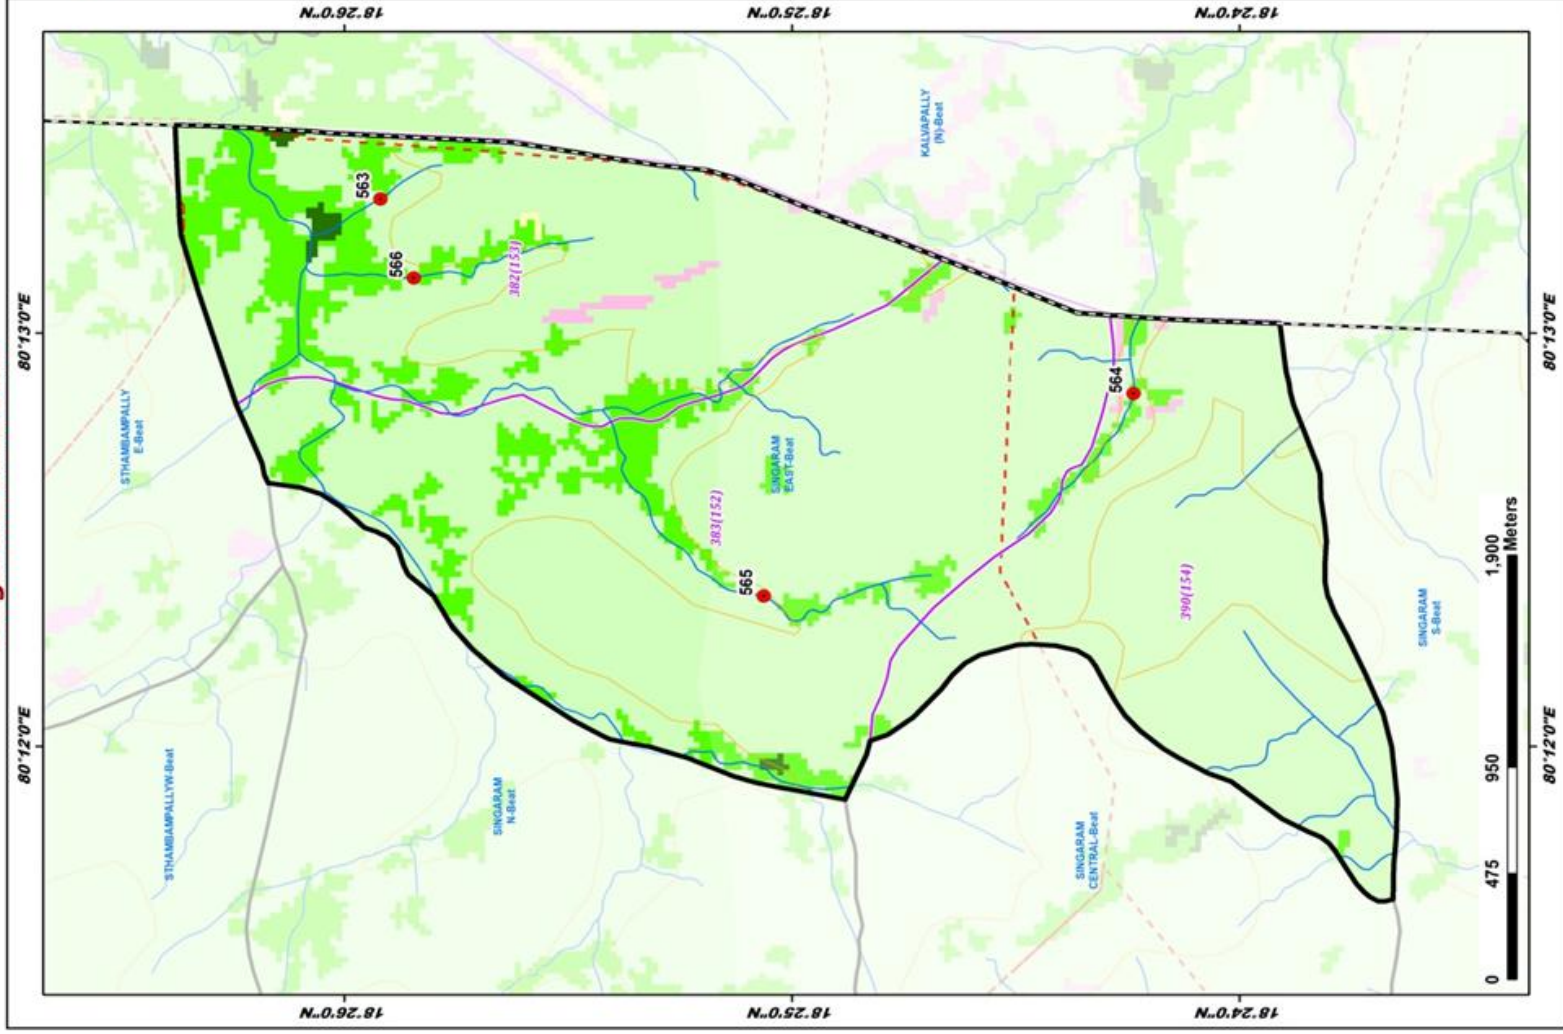 80°12'0"E
80°13'0"E
18°26'0"N
18°26'0"N
18°25'0"N
18°25'0"N
18°24'0"N
18°24'0"N
STHAMBAMPALLYW-Beat
STHAMBAMPALLY
E-Beat
SINGARAM
N-Beat
563
566
382(153)
383(152)
565
SINGARAM
EAST-Beat
KALVAPALLY
(N)-Beat
564
390(154)
SINGARAM
CENTRAL-Beat
SINGARAM
S-Beat
0
475
950
1,900
Meters
80°12'0"E
80°13'0"E